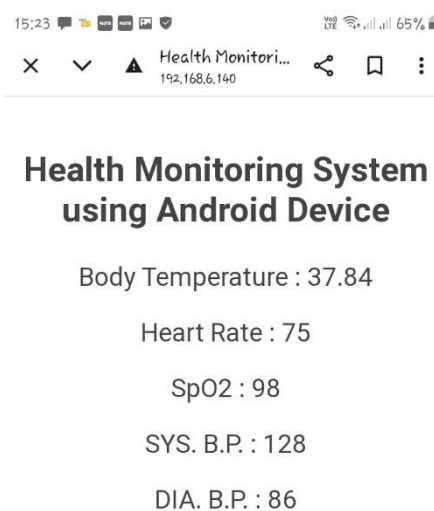 15:23 65%
Health Monitori...
192.168.6.140
Health Monitoring System
using Android Device
Body Temperature : 37.84
Heart Rate : 75
SpO2 : 98
SYS. B.P. : 128
DIA. B.P. : 86